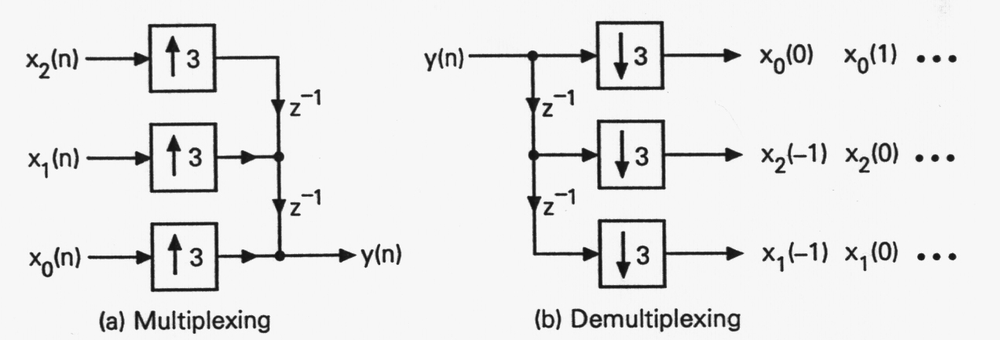 x₂(n) ↑ 3 z⁻¹
x₁(n) ↑ 3 z⁻¹
x₀(n) ↑ 3 y(n)
(a) Multiplexing
y(n) ↓ 3 x₀(0) x₀(1) •••
z⁻¹ ↓ 3 x₂(−1) x₂(0) •••
z⁻¹ ↓ 3 x₁(−1) x₁(0) •••
(b) Demultiplexing